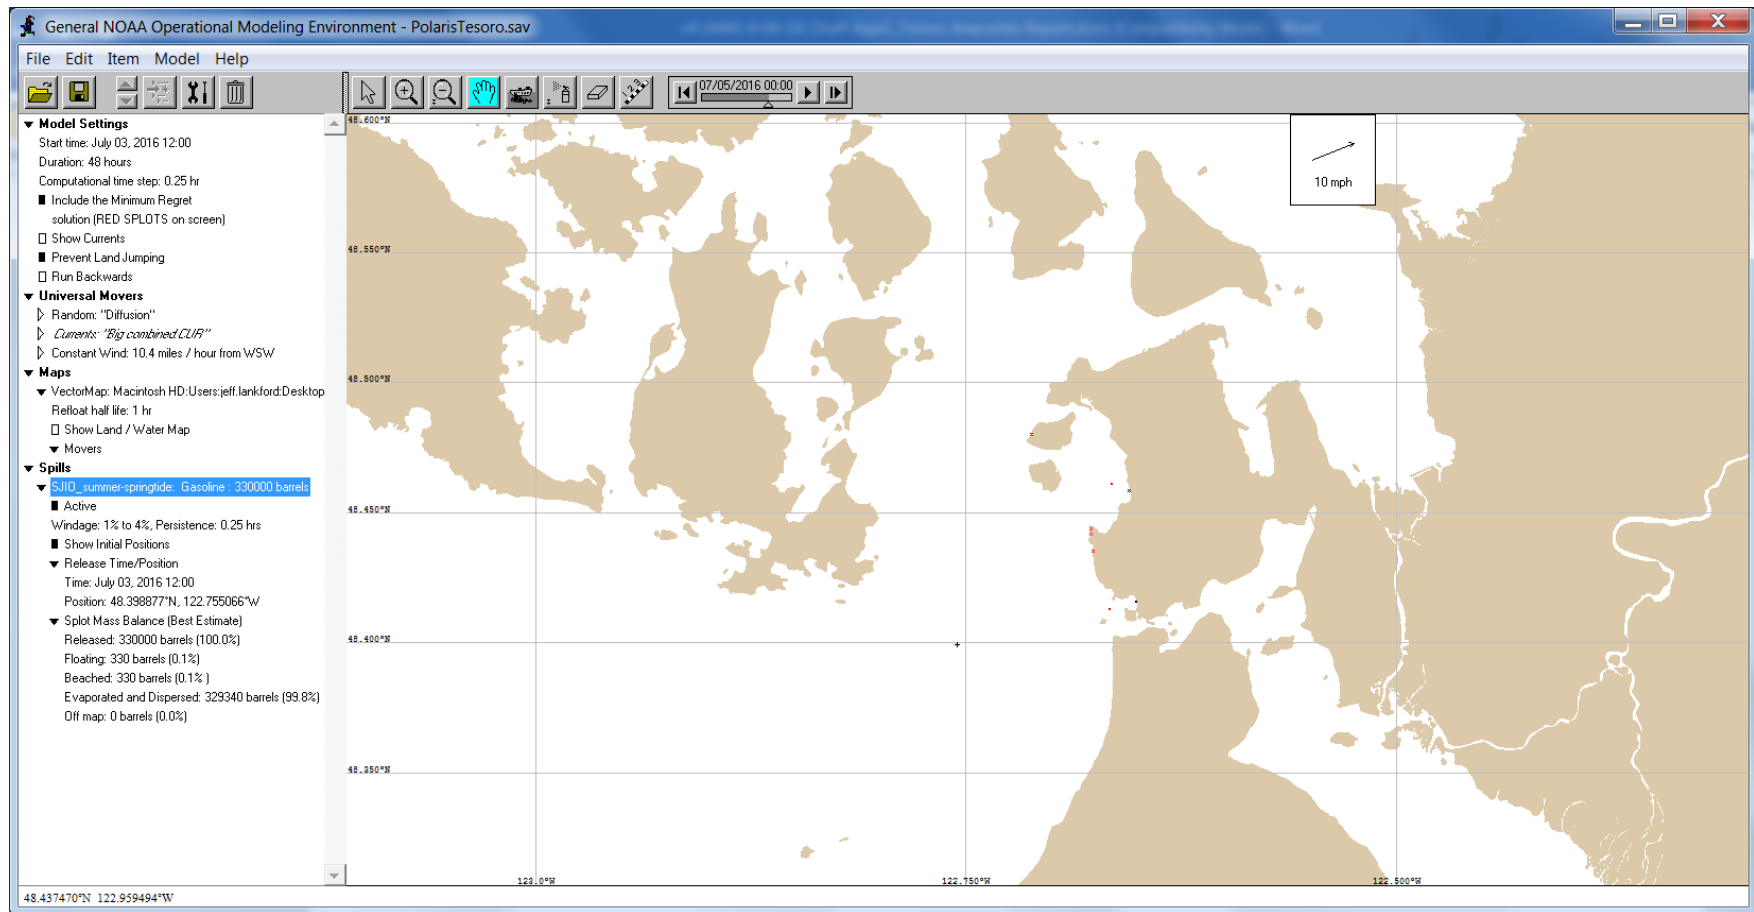 General NOAA Operational Modeling Environment - PolarisTesoro.sav
File Edit Item Model Help
07/05/2016 00:00
▼ Model Settings
Start time: July 03, 2016 12:00
Duration: 48 hours
Computational time step: 0.25 hr
Include the Minimum Regret
solution (RED SPLOTS on screen)
Show Currents
Prevent Land Jumping
Run Backwards
Universal Movers
Random: "Diffusion"
Currents: "Big combined.CUR"
Constant Wind: 10.4 miles / hour from WSW
Maps
VectorMap: Macintosh HD:Users:jeff.lankford:Desktop
Refloat half life: 1 hr
Show Land / Water Map
Movers
Spills
SJIO_summer-springtide: Gasoline : 330000 barrels
Active
Windage: 1% to 4%, Persistence: 0.25 hrs
Show Initial Positions
Release Time/Position
Time: July 03, 2016 12:00
Position: 48.398877°N, 122.755066°W
Splot Mass Balance (Best Estimate)
Released: 330000 barrels (100.0%)
Floating: 330 barrels (0.1%)
Beached: 330 barrels (0.1% )
Evaporated and Dispersed: 329340 barrels (99.8%)
Off map: 0 barrels (0.0%)
48.600°N
48.550°N
48.500°N
48.450°N
48.400°N
48.350°N
123.0°W
122.750°W
122.500°W
10 mph
48.437470°N 122.959494°W